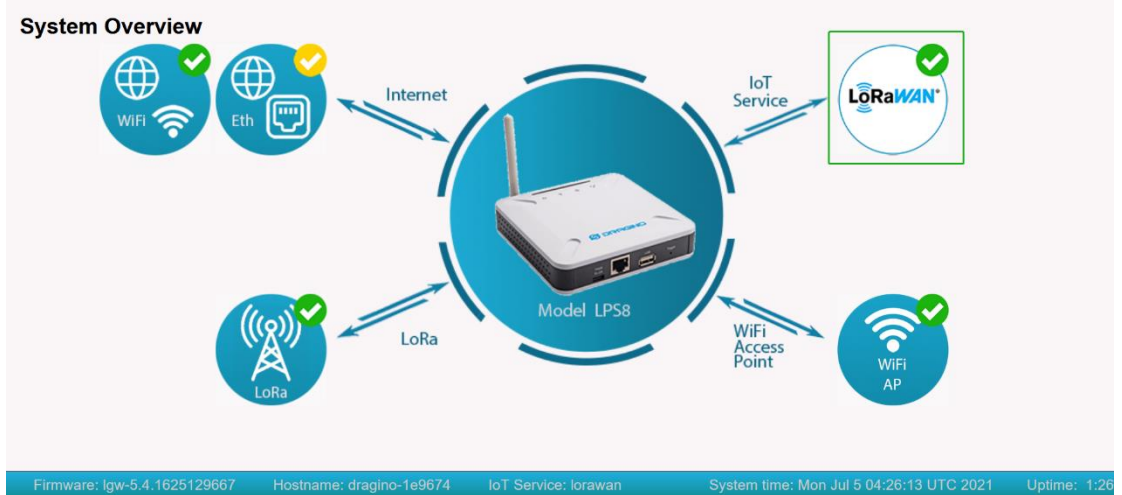 System Overview
WiFi
Eth
Internet
IoT
Service
LoRaWAN®
DRAGINO
Model LPS8
LoRa
LoRa
WiFi
Access
Point
WiFi
AP
Firmware: lgw-5.4.1625129667 Hostname: dragino-1e9674 IoT Service: lorawan System time: Mon Jul 5 04:26:13 UTC 2021 Uptime: 1:26